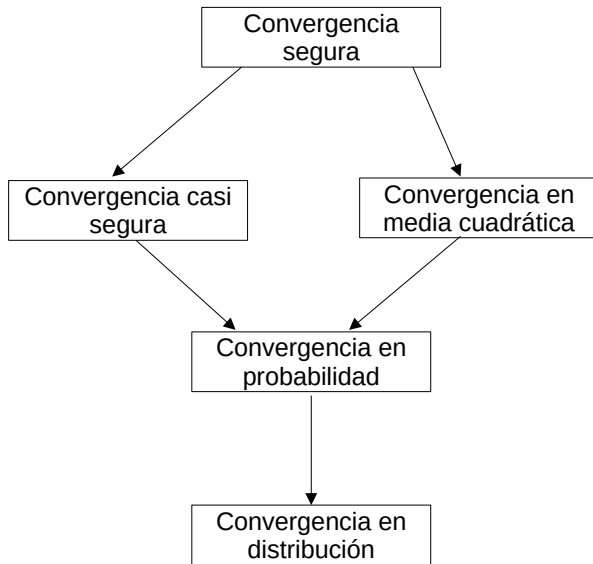 Convergencia
segura
Convergencia casi
segura
Convergencia en
media cuadrática
Convergencia en
probabilidad
Convergencia en
distribución